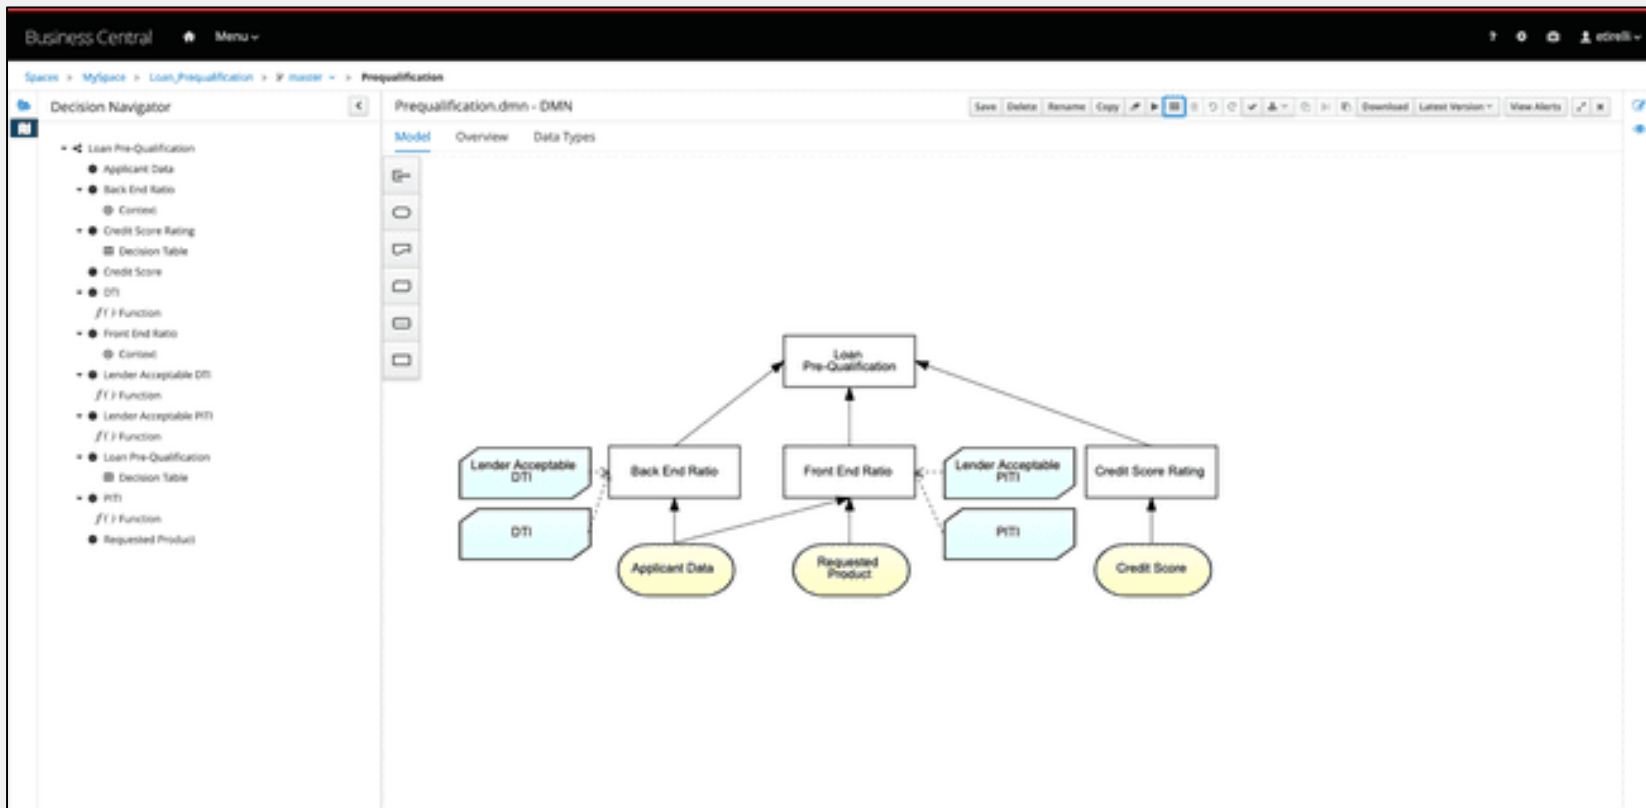 Business Central
Menu
?
etirelli
Spaces > MySpace > Loan_Prequalification > master > Prequalification
Decision Navigator
Prequalification.dmn - DMN
Save Delete Rename Copy Download Latest Version View Alerts
Model Overview Data Types
Loan Pre-Qualification
Applicant Data
Back End Ratio
Context
Credit Score Rating
Decision Table
Credit Score
DTI
f( ) Function
Front End Ratio
Context
Lender Acceptable DTI
f( ) Function
Lender Acceptable PITI
f( ) Function
Loan Pre-Qualification
Decision Table
PITI
f( ) Function
Requested Product
Loan
Pre-Qualification
Lender Acceptable
DTI
Back End Ratio
Front End Ratio
Lender Acceptable
PITI
Credit Score Rating
DTI
PITI
Applicant Data
Requested
Product
Credit Score